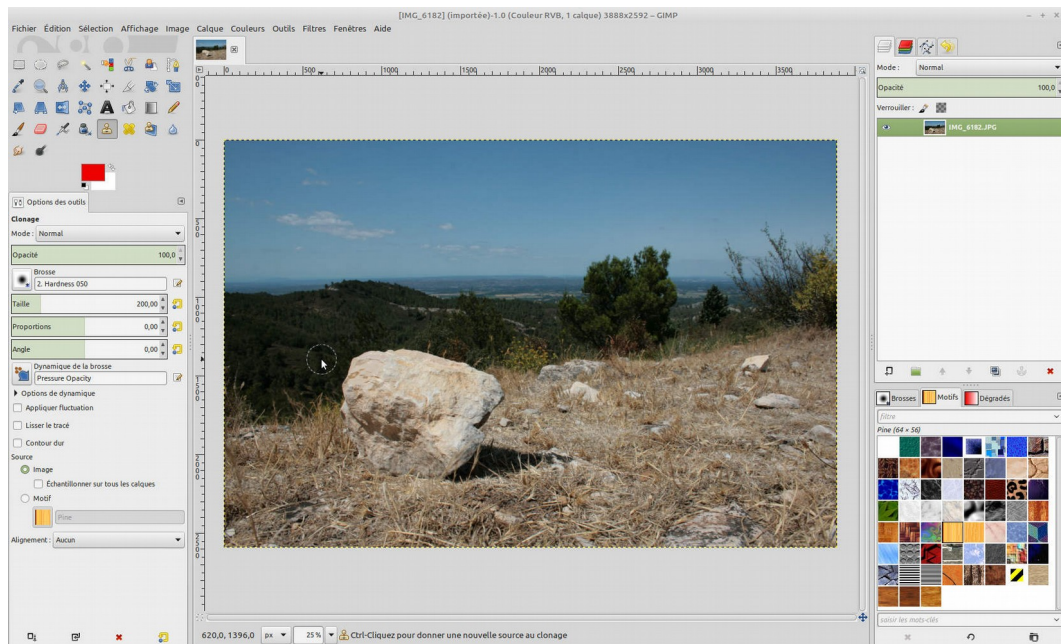 [IMG_6182] (importée)-1.0 (Couleur RVB, 1 calque) 3888x2592 – GIMP
Fichier Édition Sélection Affichage Image Calque Couleurs Outils Filtres Fenêtres Aide
0 500 1000 1500 2000 2500 3000 3500
Options des outils
Clonage
Mode : Normal
Opacité 100,0
Brosse
2. Hardness 050
Taille 200,00
Proportions 0,00
Angle 0,00
Dynamique de la brosse
Pressure Opacity
Options de dynamique
Appliquer fluctuation
Lisser le tracé
Contour dur
Source
Image
Échantillonner sur tous les calques
Motif
Pine
Alignement : Aucun
620,0, 1396,0 px 25 % Ctrl-Cliquez pour donner une nouvelle source au clonage
Mode : Normal
Opacité 100,0
Verrouiller :
IMG_6182.JPG
Brosses Motifs Dégradés
filtre
Pine (64 × 56)
saisir les mots-clés